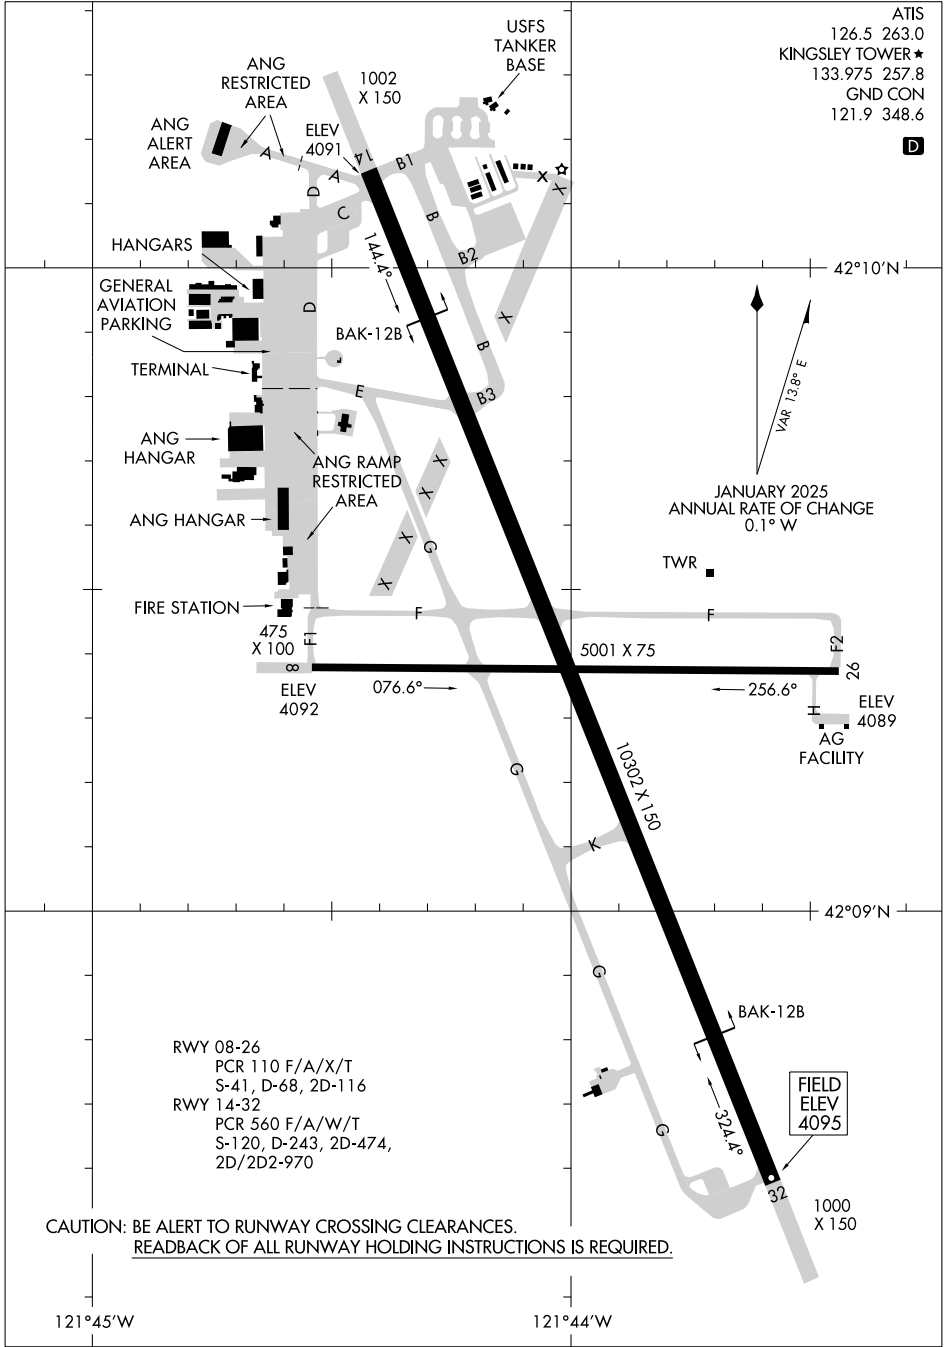 ATIS
126.5 263.0
KINGSLEY TOWER★
133.975 257.8
GND CON
121.9 348.6
D
USFS
TANKER
BASE
ANG
RESTRICTED
AREA
1002
X 150
ANG
ALERT
AREA
ELEV
4091
14
A
A
B1
D
C
B
X
X
B2
HANGARS
144.4°
42°10'N
GENERAL
AVIATION
PARKING
D
BAK-12B
X
B
TERMINAL
E
B3
VAR 13.8° E
ANG
HANGAR
ANG RAMP
RESTRICTED
AREA
X
X
JANUARY 2025
ANNUAL RATE OF CHANGE
0.1° W
ANG HANGAR
X
G
X
TWR
FIRE STATION
F
F
475
X 100
F1
5001 X 75
F2
8
26
ELEV
4092
076.6°
256.6°
H
ELEV
4089
AG
FACILITY
G
10302 X 150
K
42°09'N
G
BAK-12B
RWY 08-26
PCR 110 F/A/X/T
S-41, D-68, 2D-116
RWY 14-32
PCR 560 F/A/W/T
S-120, D-243, 2D-474,
2D/2D2-970
G
324.4°
FIELD
ELEV
4095
32
1000
X 150
CAUTION: BE ALERT TO RUNWAY CROSSING CLEARANCES.
READBACK OF ALL RUNWAY HOLDING INSTRUCTIONS IS REQUIRED.
121°45'W
121°44'W